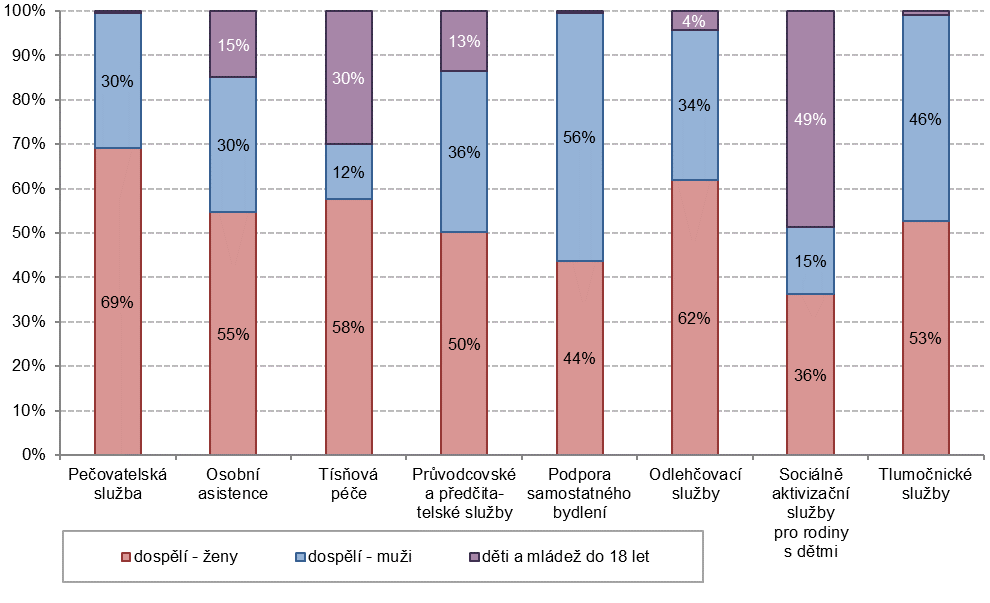 100%
90%
80%
70%
60%
50%
40%
30%
20%
10%
0%
30%
69%
15%
30%
55%
30%
12%
58%
13%
36%
50%
56%
44%
4%
34%
62%
49%
15%
36%
46%
53%
Pečovatelská
služba
Osobní
asistence
Tísňová
péče
Průvodcovské
a předčita-
telské služby
Podpora
samostatného
bydlení
Odlehčovací
služby
Sociálně
aktivizační
služby
pro rodiny
s dětmi
Tlumočnické
služby
dospělí - ženy
dospělí - muži
děti a mládež do 18 let